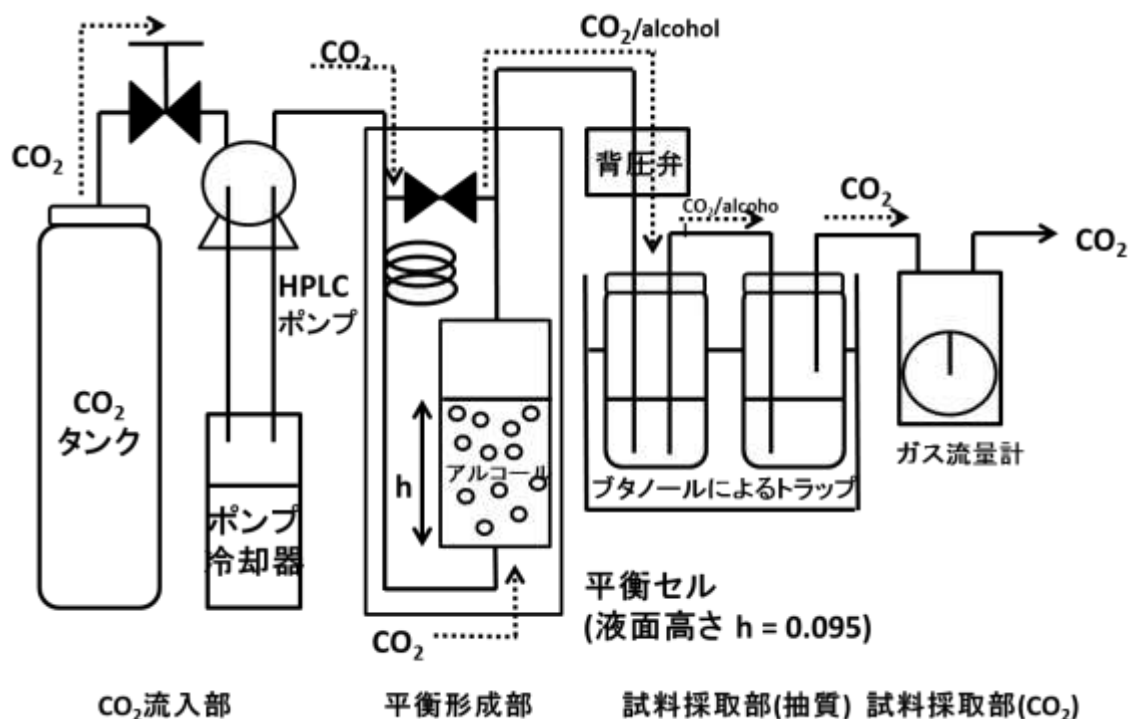 CO₂/alcohol
CO₂
CO₂
背圧弁
CO₂/alcoho
l
CO₂
CO₂
HPLC
ポンプ
CO₂
タンク
アルコール
h
ガス流量計
ブタノールによるトラップ
ポンプ
冷却器
平衡セル
(液面高さ h = 0.095)
CO₂
CO₂流入部
平衡形成部
試料採取部(抽質)
試料採取部(CO₂)